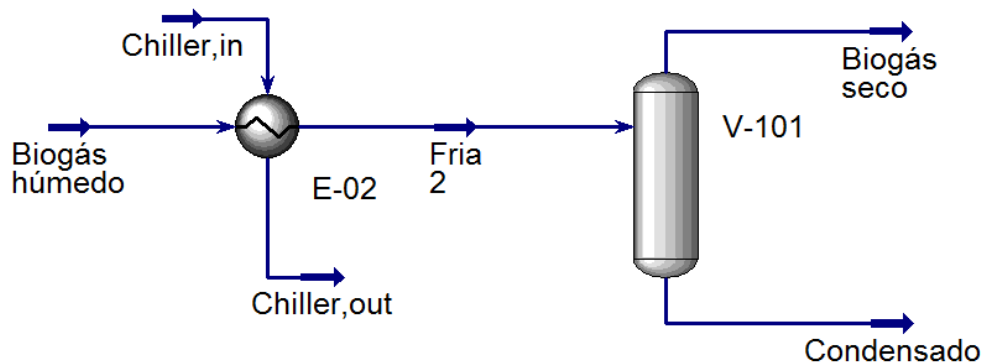 Chiller,in
Biogás
húmedo
E-02
Chiller,out
Fria
2
Biogás
seco
V-101
Condensado